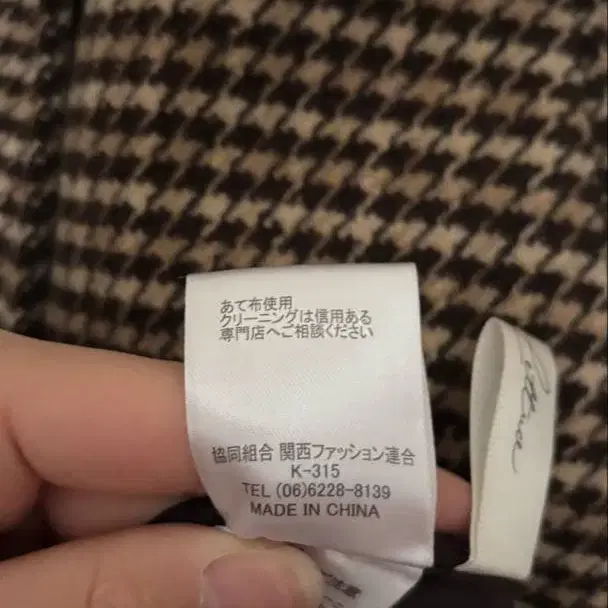 あて布使用
クリーニングは信用ある
専門店へご相談ください
協同組合 関西ファッション連合
K-315
TEL (06)6228-8139
MADE IN CHINA